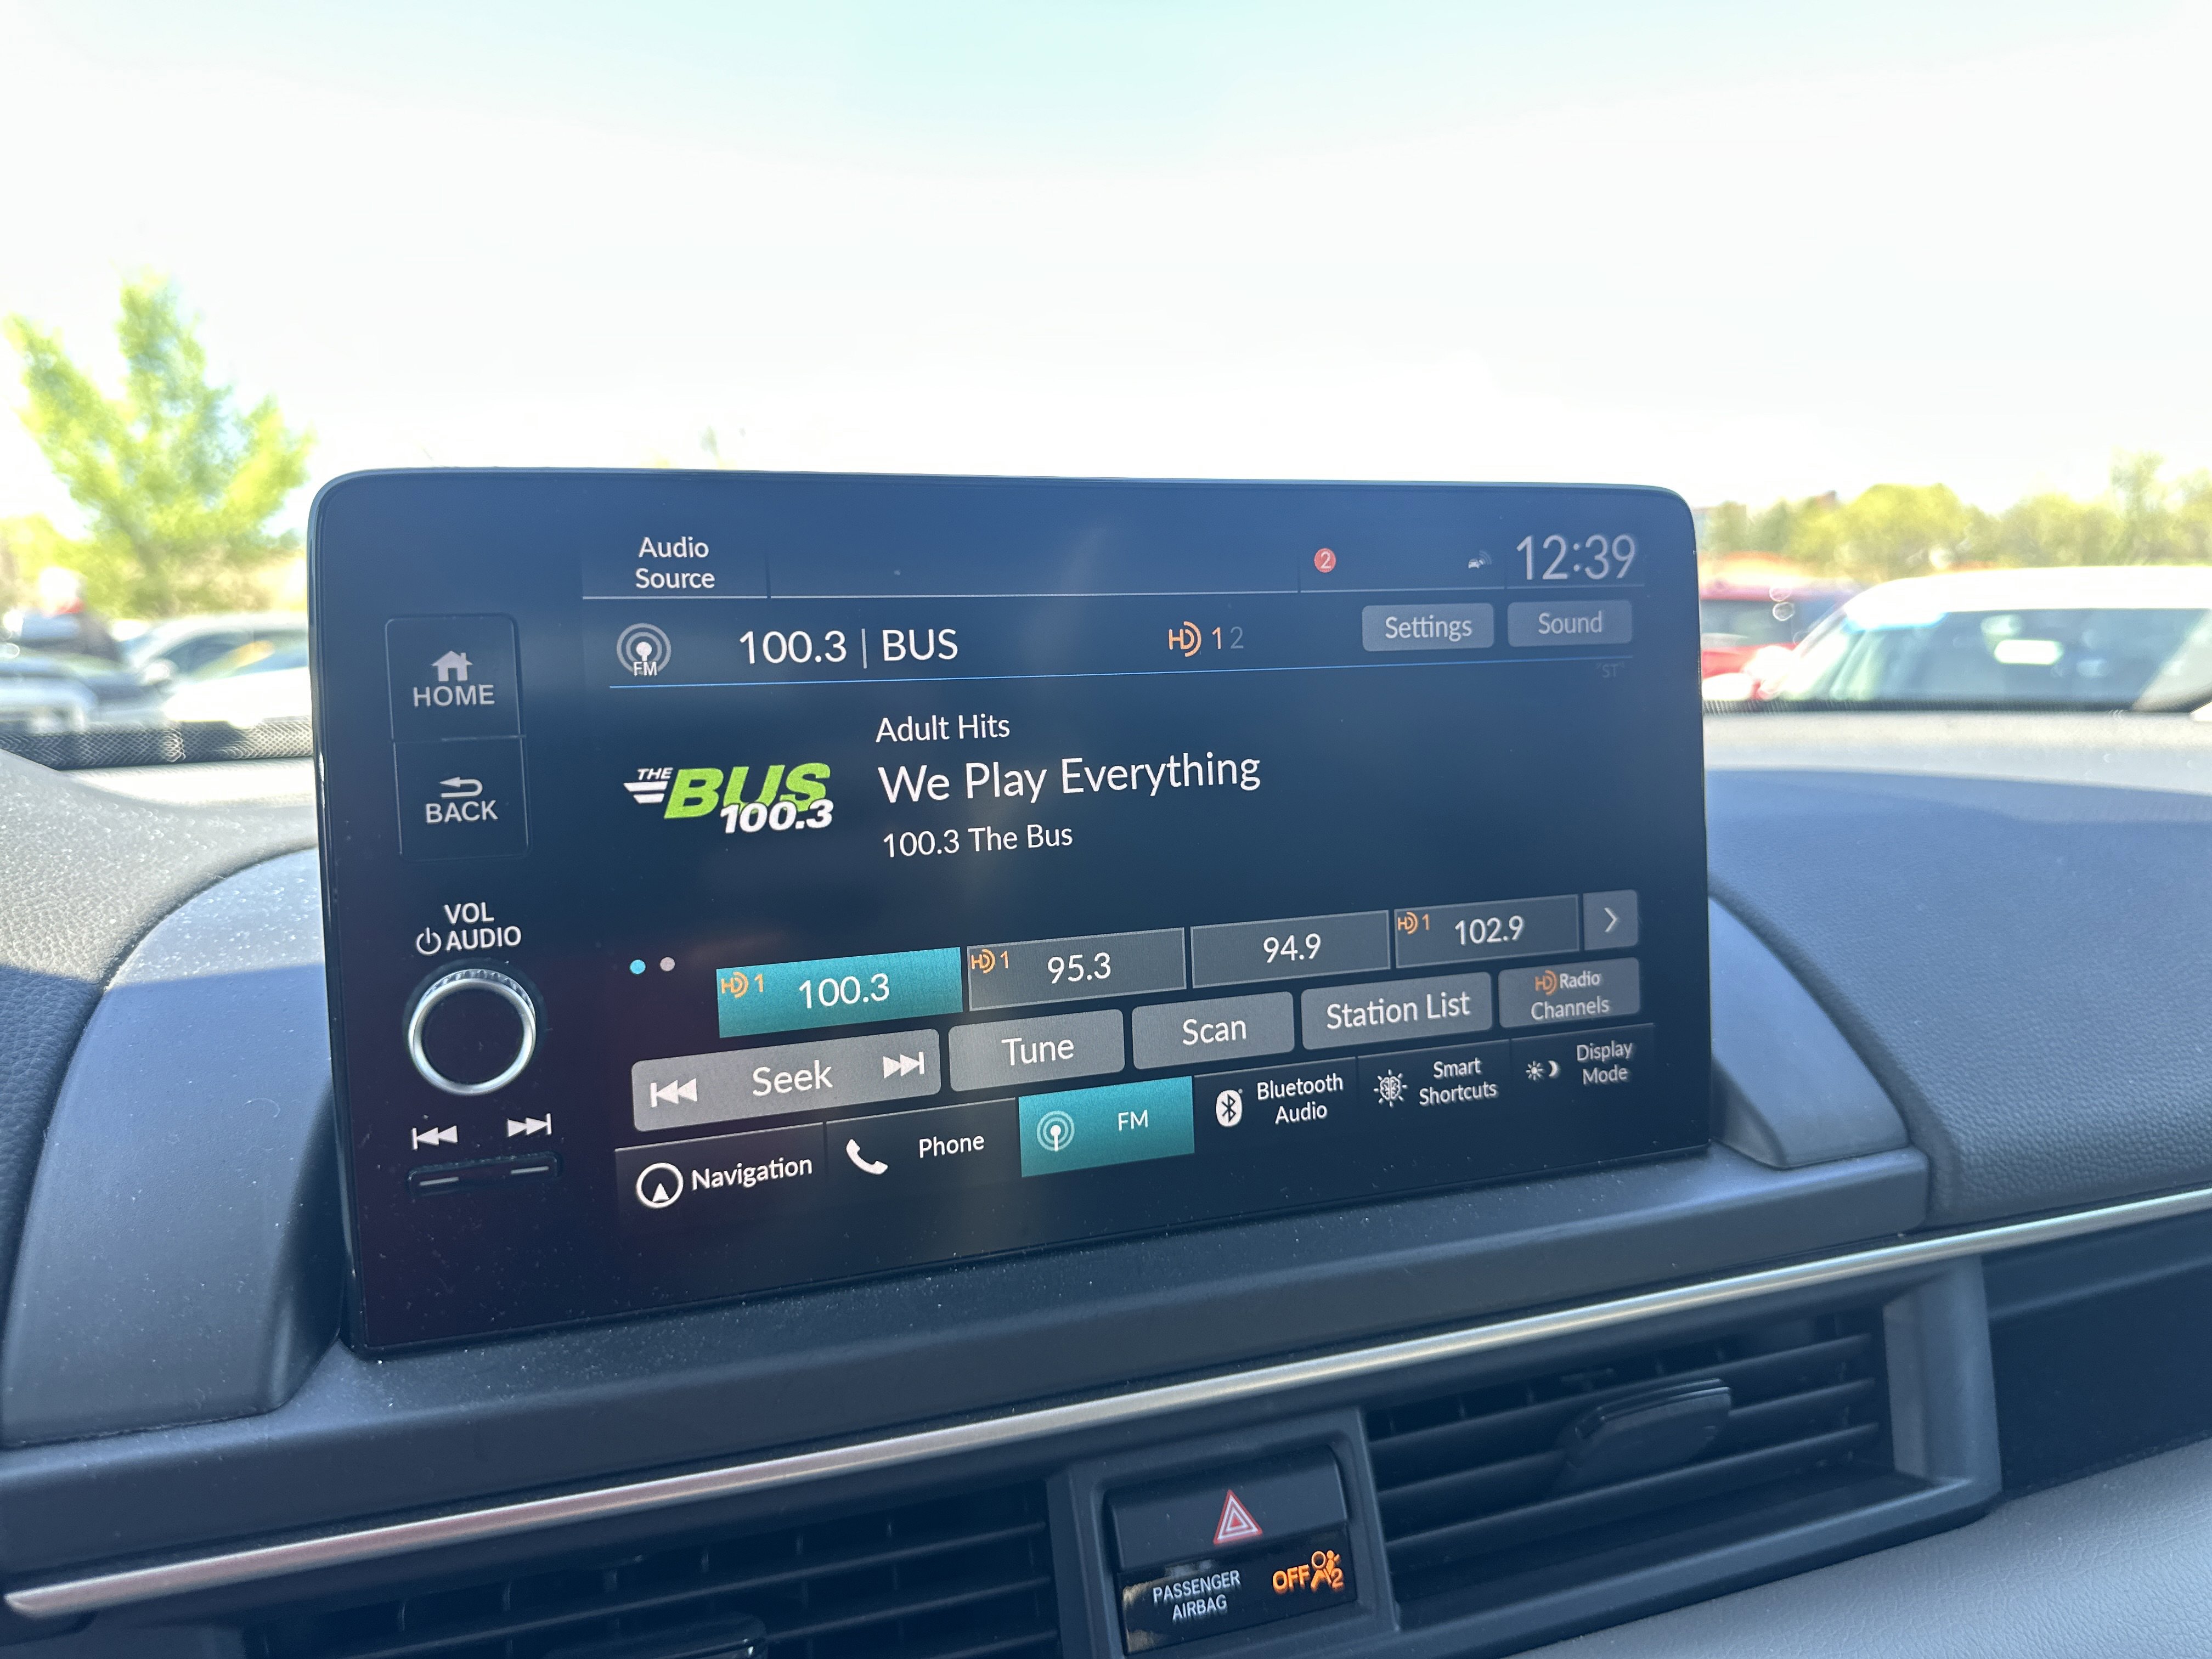 Audio
Source
2
12:39
FM
100.3 | BUS
HD 1 2
Settings
Sound
ST
HOME
BACK
VOL
AUDIO
THE
BUS
100.3
Adult Hits
We Play Everything
100.3 The Bus
HD 1 100.3
HD 1 95.3
94.9
HD 1 102.9
Seek
Tune
Scan
Station List
HD Radio
Channels
Navigation
Phone
FM
Bluetooth
Audio
Smart
Shortcuts
Display
Mode
PASSENGER
AIRBAG
OFF 2